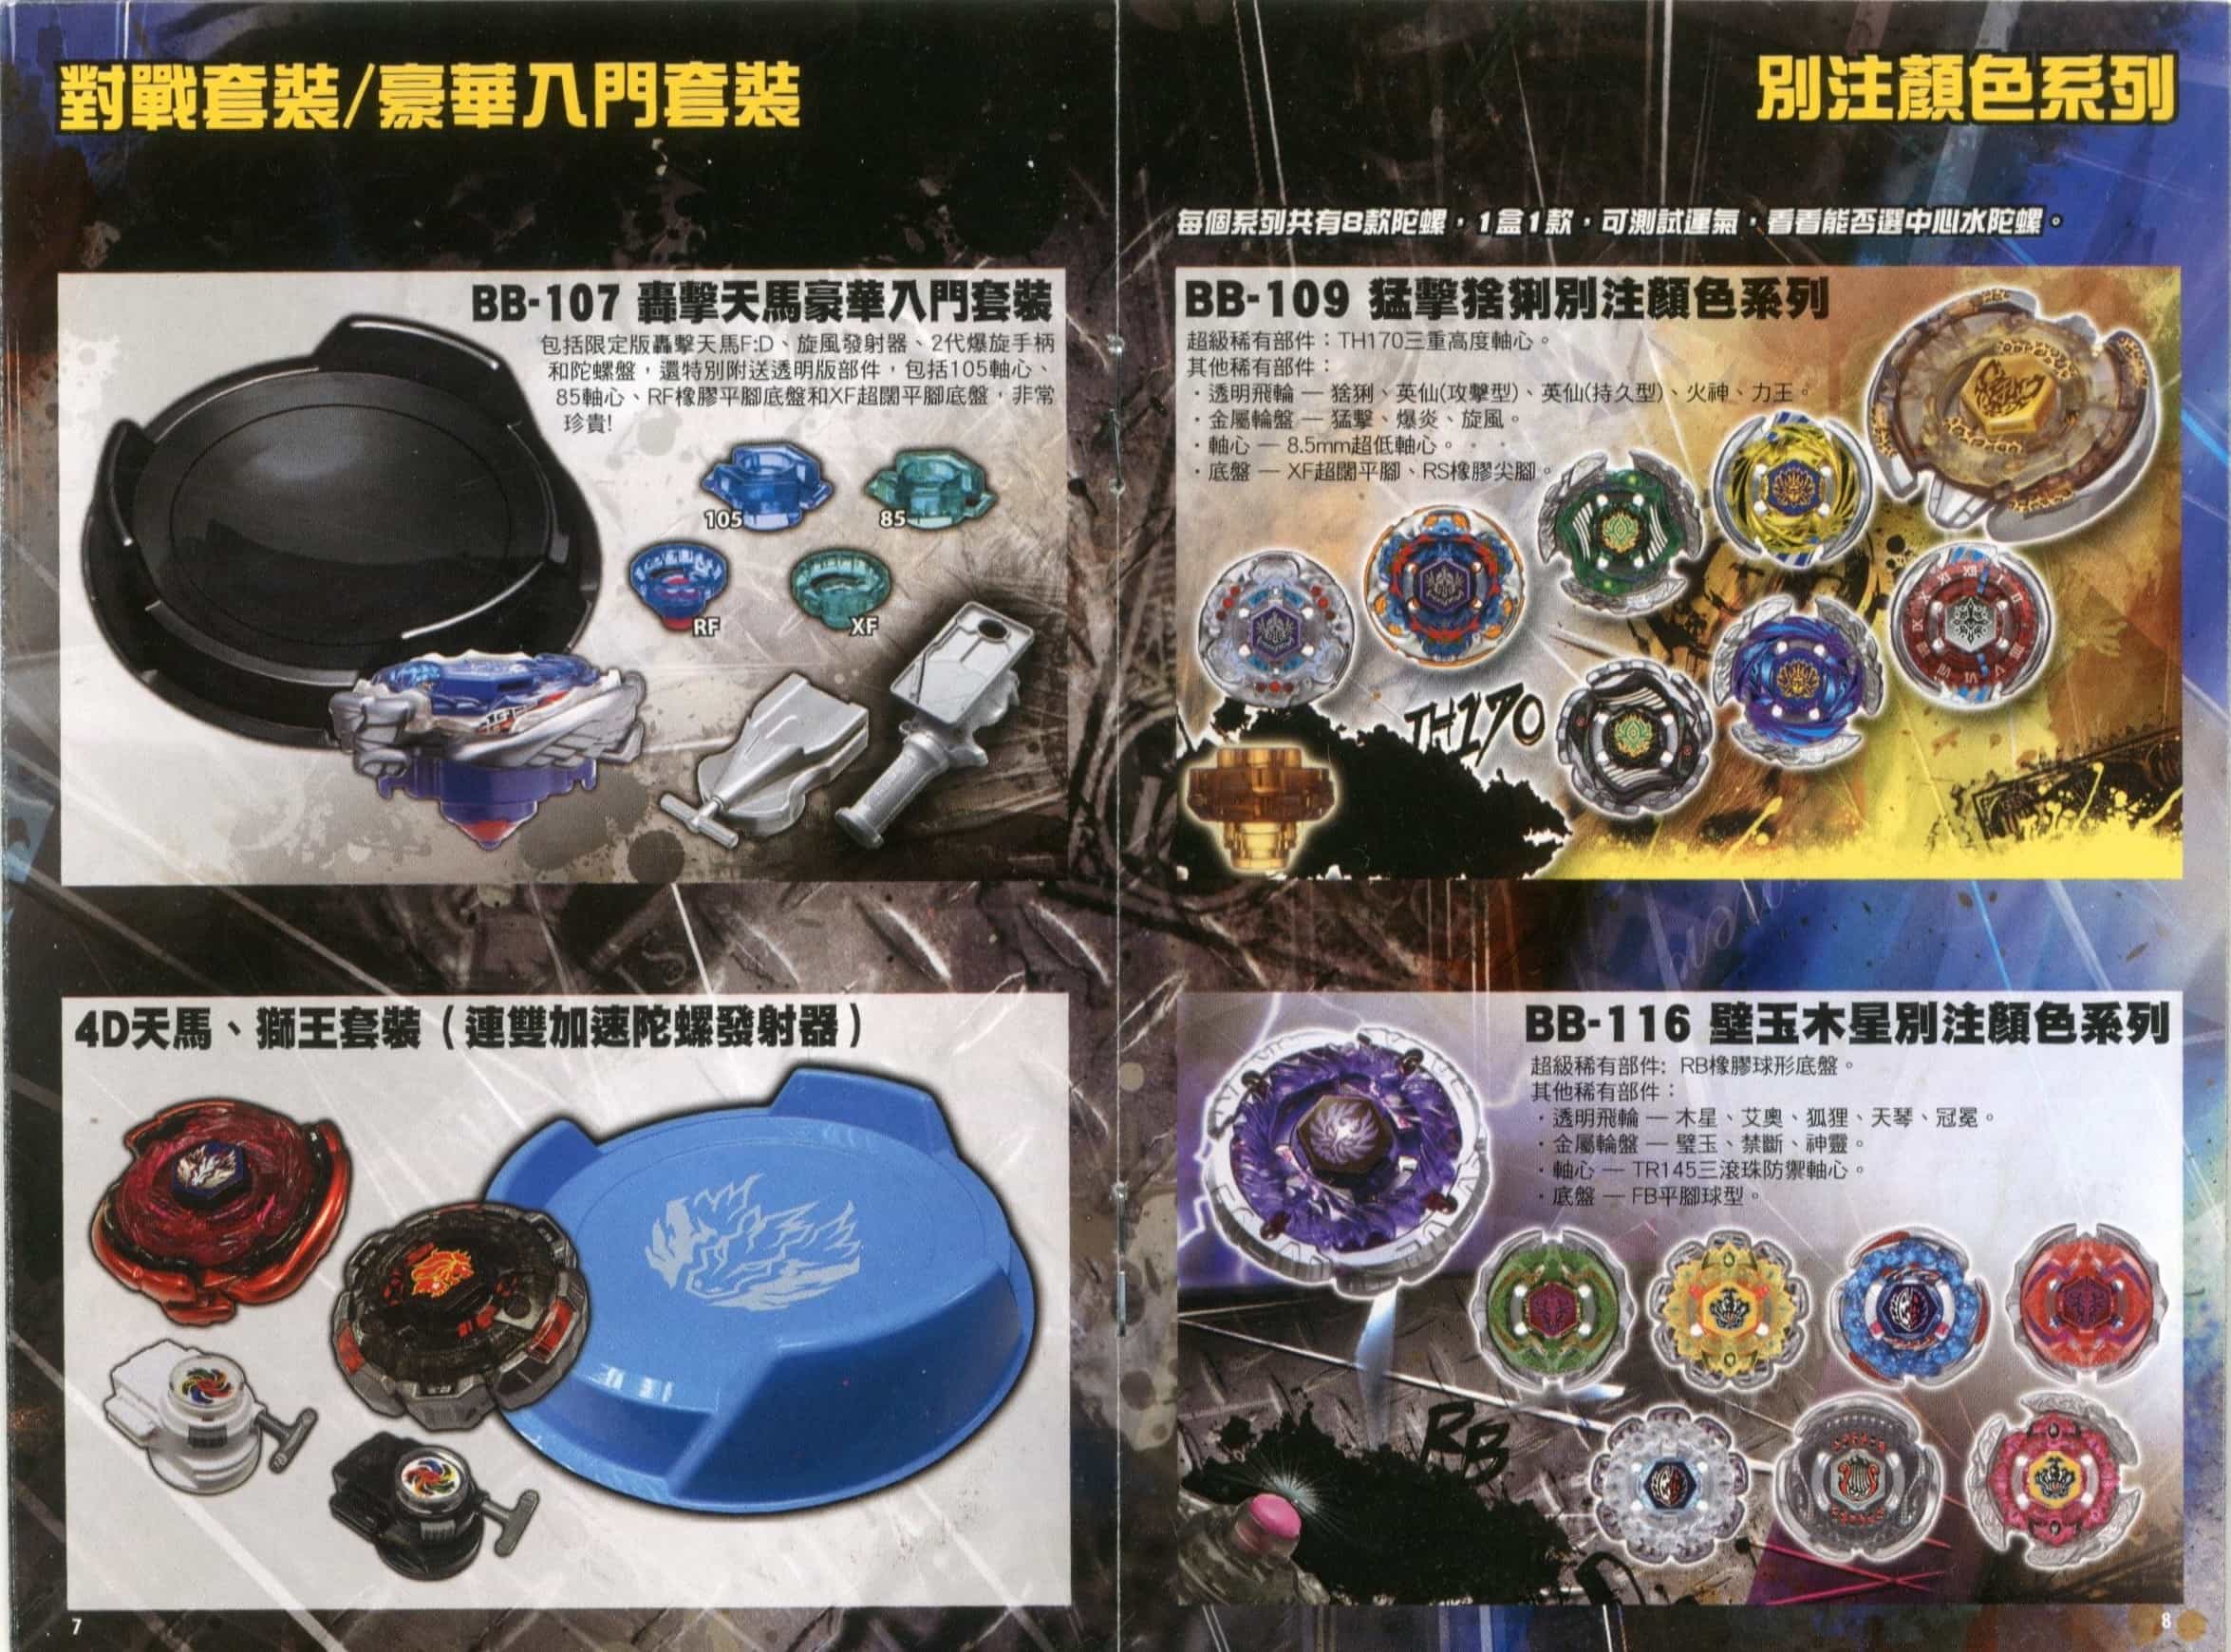 對戰套裝/豪華入門套裝
BB-107 轟擊天馬豪華入門套裝
包括限定版轟擊天馬F:D、旋風發射器、2代爆旋手柄
和陀螺盤，還特別附送透明版部件，包括105軸心、
85軸心、RF橡膠平腳底盤和XF超闊平腳底盤，非常
珍貴!
105
85
RF
XF
4D天馬、獅王套裝（連雙加速陀螺發射器）
7
別注顏色系列
每個系列共有8款陀螺，1盒1款，可測試運氣，看看能否選中心水陀螺。
BB-109 猛擊猞猁別注顏色系列
超級稀有部件：TH170三重高度軸心。
其他稀有部件：
·透明飛輪 — 猞猁、英仙(攻擊型)、英仙(持久型)、火神、力王。
·金屬輪盤 — 猛擊、爆炎、旋風。
·軸心 — 8.5mm超低軸心。
·底盤 — XF超闊平腳、RS橡膠尖腳。
TH170
BB-116 壁玉木星別注顏色系列
超級稀有部件: RB橡膠球形底盤。
其他稀有部件：
·透明飛輪 — 木星、艾奧、狐狸、天琴、冠冕。
·金屬輪盤 — 璧玉、禁斷、神靈。
·軸心 — TR145三滾珠防禦軸心。
·底盤 — FB平腳球型。
RB
8